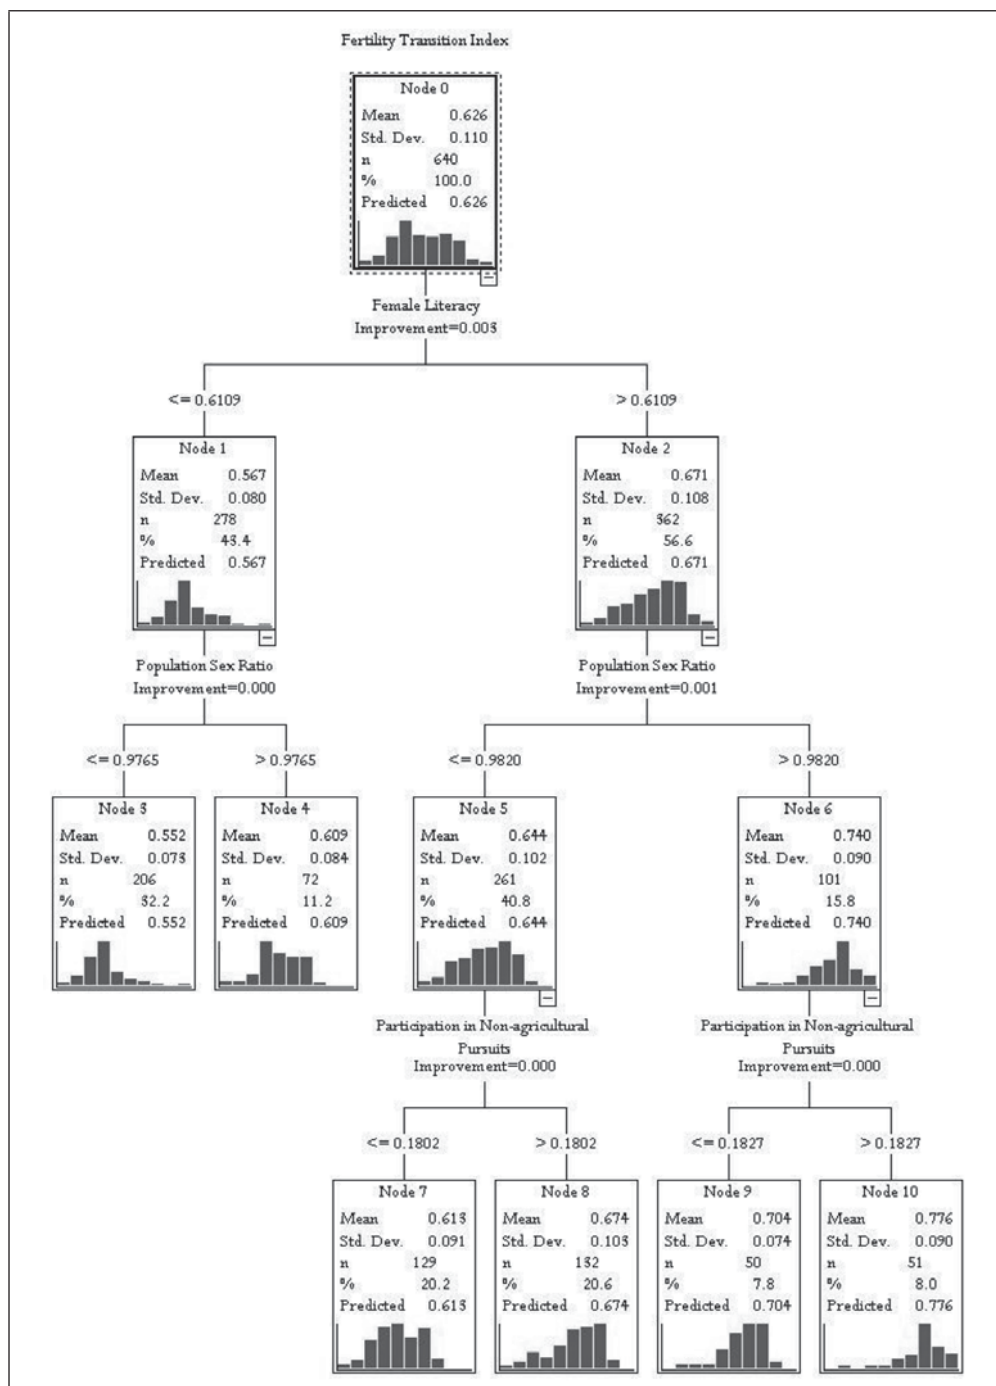 Fertility Transition Index
Node 0
Mean 0.626
Std. Dev. 0.110
n 640
% 100.0
Predicted 0.626
Female Literacy
Improvement=0.003
<= 0.6109
> 0.6109
Node 1
Mean 0.567
Std. Dev. 0.080
n 278
% 43.4
Predicted 0.567
Node 2
Mean 0.671
Std. Dev. 0.108
n 362
% 56.6
Predicted 0.671
Population Sex Ratio
Improvement=0.000
Population Sex Ratio
Improvement=0.001
<= 0.9765
> 0.9765
<= 0.9820
> 0.9820
Node 3
Mean 0.552
Std. Dev. 0.073
n 206
% 32.2
Predicted 0.552
Node 4
Mean 0.609
Std. Dev. 0.084
n 72
% 11.2
Predicted 0.609
Node 5
Mean 0.644
Std. Dev. 0.102
n 261
% 40.8
Predicted 0.644
Node 6
Mean 0.740
Std. Dev. 0.090
n 101
% 15.8
Predicted 0.740
Participation in Non-agricultural
Pursuits
Improvement=0.000
Participation in Non-agricultural
Pursuits
Improvement=0.000
<= 0.1802
> 0.1802
<= 0.1827
> 0.1827
Node 7
Mean 0.613
Std. Dev. 0.091
n 129
% 20.2
Predicted 0.613
Node 8
Mean 0.674
Std. Dev. 0.103
n 132
% 20.6
Predicted 0.674
Node 9
Mean 0.704
Std. Dev. 0.074
n 50
% 7.8
Predicted 0.704
Node 10
Mean 0.776
Std. Dev. 0.090
n 51
% 8.0
Predicted 0.776